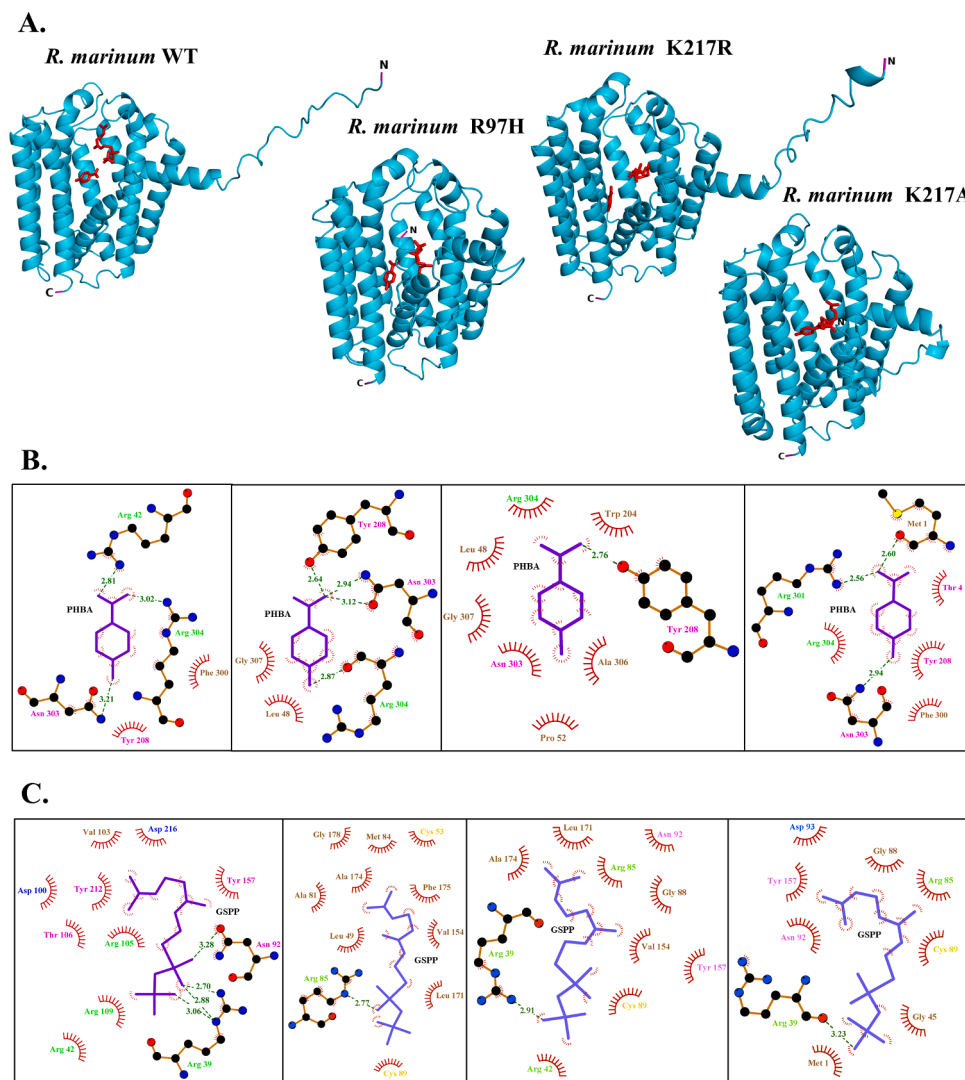 A.
R. marinum WT
R. marinum K217R
N
N
R. marinum R97H
R. marinum K217A
N
C
C
N
C
C
B.
Arg 42
2.81
PHBA
3.02
Arg 304
Phe 300
3.21
Asn 303
Tyr 208
Tyr 208
2.64
2.94
Asn 303
PHBA
3.12
Gly 307
2.87
Leu 48
Arg 304
Arg 304
Trp 204
Leu 48
2.76
PHBA
Gly 307
Tyr 208
Asn 303
Ala 306
Pro 52
Met 1
2.60
2.56
Thr 4
Arg 301
PHBA
Arg 304
Tyr 208
2.94
Phe 300
Asn 303
C.
Val 103
Asp 216
Asp 100
Tyr 212
Tyr 157
GSPP
Thr 106
Arg 105
3.28
Asn 92
2.70
2.88
Arg 109
3.06
Arg 42
Arg 39
Gly 178
Met 84
Cys 53
Ala 174
Ala 81
Phe 175
Leu 49
Val 154
GSPP
Arg 85
2.77
Leu 171
Cys 89
Leu 171
Asn 92
Ala 174
Arg 85
Gly 88
GSPP
Arg 39
Val 154
Tyr 157
2.91
Cys 89
Arg 42
Asp 93
Gly 88
Tyr 157
Arg 85
GSPP
Asn 92
Cys 89
Arg 39
Gly 45
3.23
Met 1